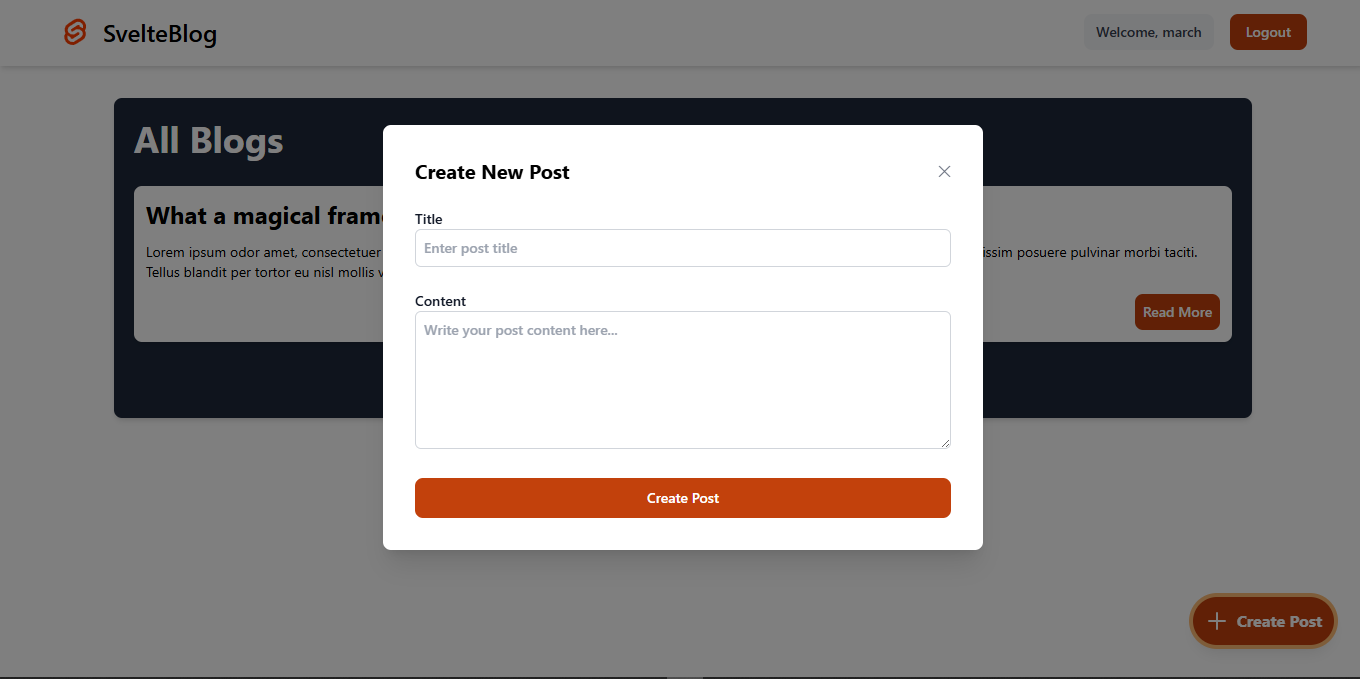 SvelteBlog
Welcome, march
Logout
All Blogs
What a magical frame
Lorem ipsum odor amet, consectetuer
issim posuere pulvinar morbi taciti.
Tellus blandit per tortor eu nisl mollis
Read More
Create New Post
Title
Enter post title
Content
Write your post content here...
Create Post
Create Post